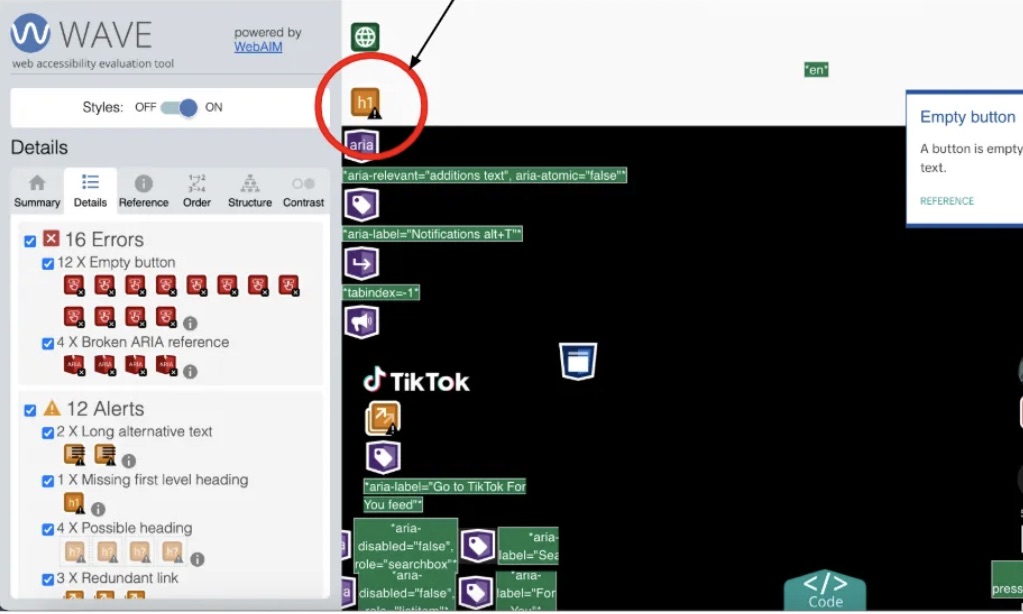 WAVE
powered by
WebAIM
web accessibility evaluation tool
Styles: OFF ON
Details
Summary Details Reference Order Structure Contrast
16 Errors
12 X Empty button
4 X Broken ARIA reference
12 Alerts
2 X Long alternative text
1 X Missing first level heading
h1
4 X Possible heading
h? h? h? h?
3 X Redundant link
*en*
h1
aria
*aria-relevant="additions text", aria-atomic="false"*
*aria-label="Notifications alt+T"*
*tabindex=-1*
TikTok
*aria-label="Go to TikTok For
You feed"*
*aria-
disabled="false",
role="searchbox"*
*aria-
label="Sea
*aria-
disabled="false",
role="listitem"*
*aria-
label="For
You"*
Empty button
A button is empty
text.
REFERENCE
</> Code
press